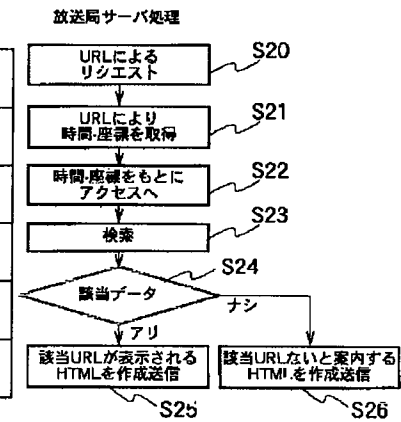 放送局サーバ処理
URLによる
リクエスト
S20
URLにより
時間・座標を取得
S21
時間・座標をもとに
アクセスへ
S22
検索
S23
該当データ
S24
ナシ
アリ
該当URLが表示される
HTMLを作成送信
S25
該当URLないと案内する
HTMLを作成送信
S26